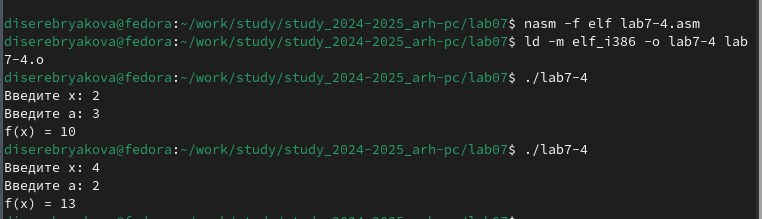 diserebryakova@fedora:~/work/study/study_2024-2025_arh-pc/lab07$ nasm -f elf lab7-4.asm
diserebryakova@fedora:~/work/study/study_2024-2025_arh-pc/lab07$ ld -m elf_i386 -o lab7-4 lab
7-4.o
diserebryakova@fedora:~/work/study/study_2024-2025_arh-pc/lab07$ ./lab7-4
Введите x: 2
Введите a: 3
f(x) = 10
diserebryakova@fedora:~/work/study/study_2024-2025_arh-pc/lab07$ ./lab7-4
Введите x: 4
Введите a: 2
f(x) = 13